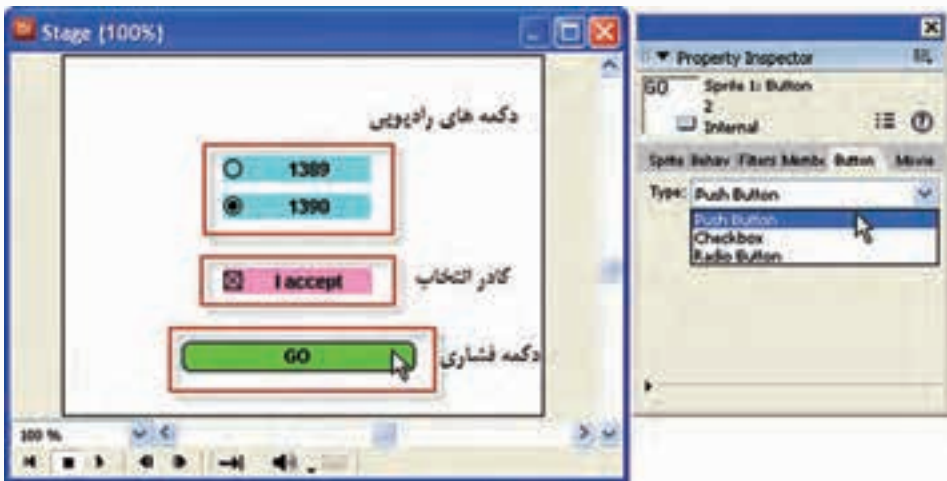 Stage (100%)
دکمه های رادیویی
1389
1390
I accept
کادر انتخاب
GO
دکمه فشاری
100 %
Property Inspector
GO
Sprite 1: Button
2
Internal
Sprite Behav Filters Membe Button Movie
Type: Push Button
Push Button
Checkbox
Radio Button